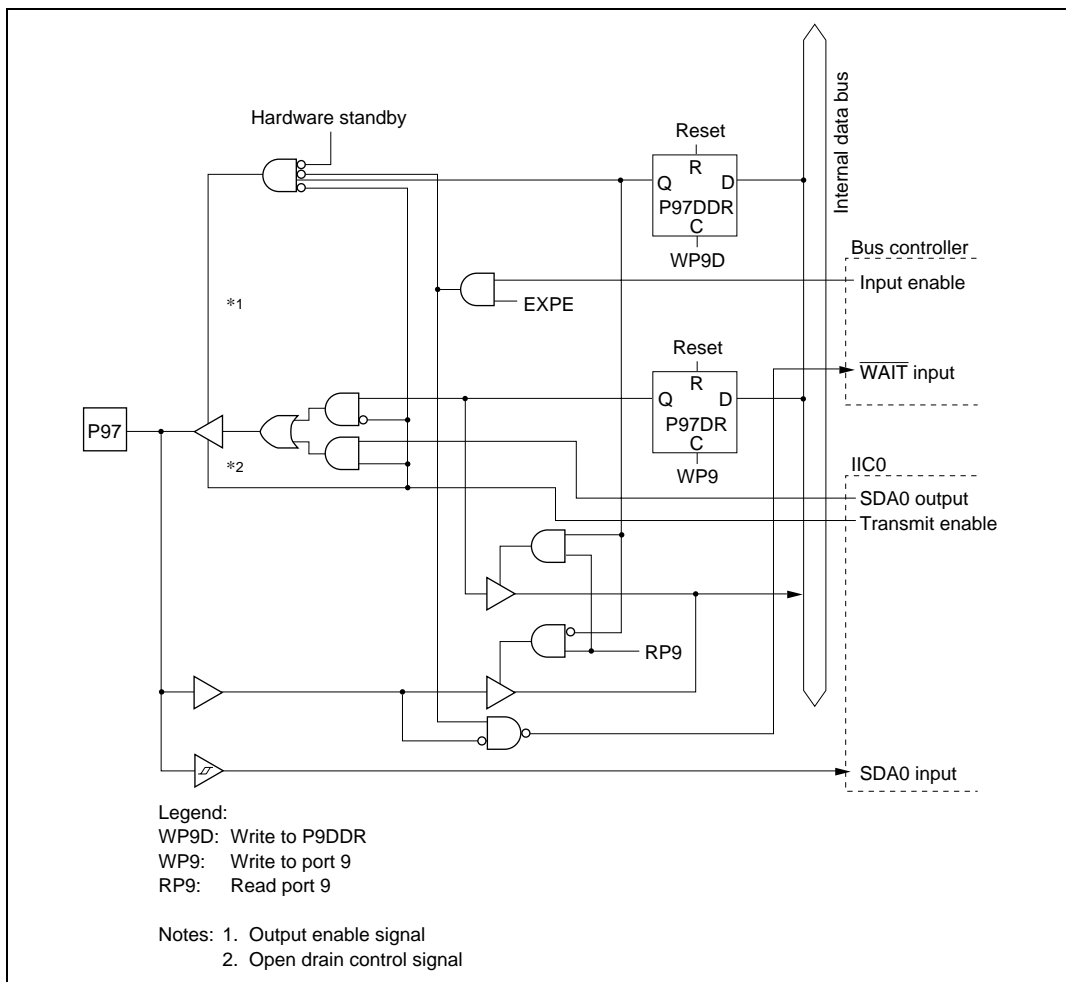 Hardware standby
Reset
R
Q D
P97DDR
C
WP9D
Internal data bus
Bus controller
Input enable
EXPE
*1
WAIT input
Reset
R
Q D
P97DR
C
WP9
P97
*2
IIC0
SDA0 output
Transmit enable
RP9
SDA0 input
Legend:
WP9D: Write to P9DDR
WP9: Write to port 9
RP9: Read port 9
Notes: 1. Output enable signal
2. Open drain control signal